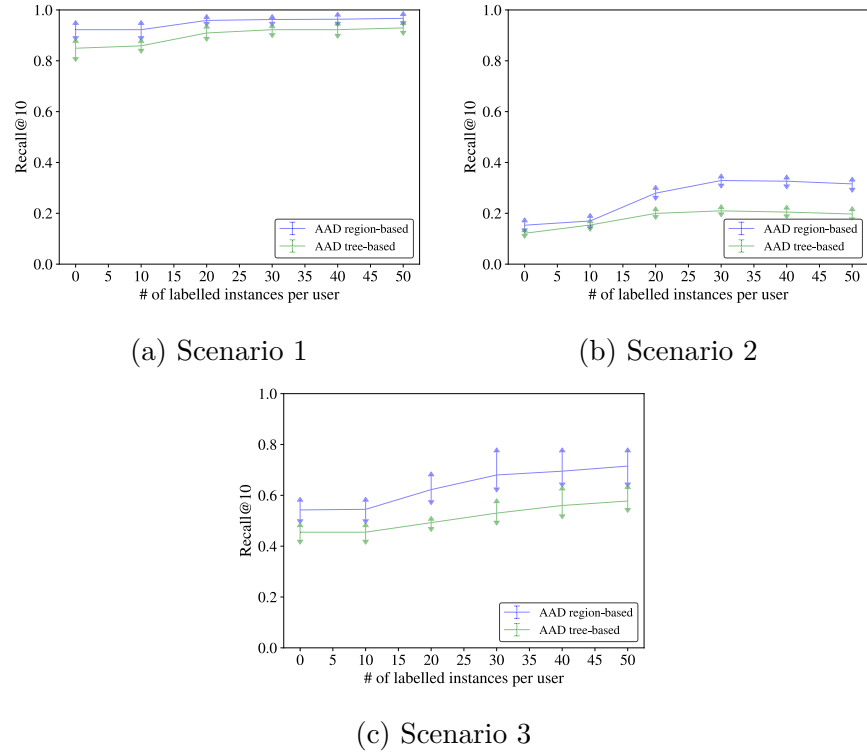 1.0
0.8
0.6
0.4
0.2
0.0
Recall@10
AAD region-based
AAD tree-based
0 5 10 15 20 25 30 35 40 45 50
# of labelled instances per user
(a) Scenario 1
1.0
0.8
0.6
0.4
0.2
0.0
Recall@10
AAD region-based
AAD tree-based
0 5 10 15 20 25 30 35 40 45 50
# of labelled instances per user
(b) Scenario 2
1.0
0.8
0.6
0.4
0.2
0.0
Recall@10
AAD region-based
AAD tree-based
0 5 10 15 20 25 30 35 40 45 50
# of labelled instances per user
(c) Scenario 3